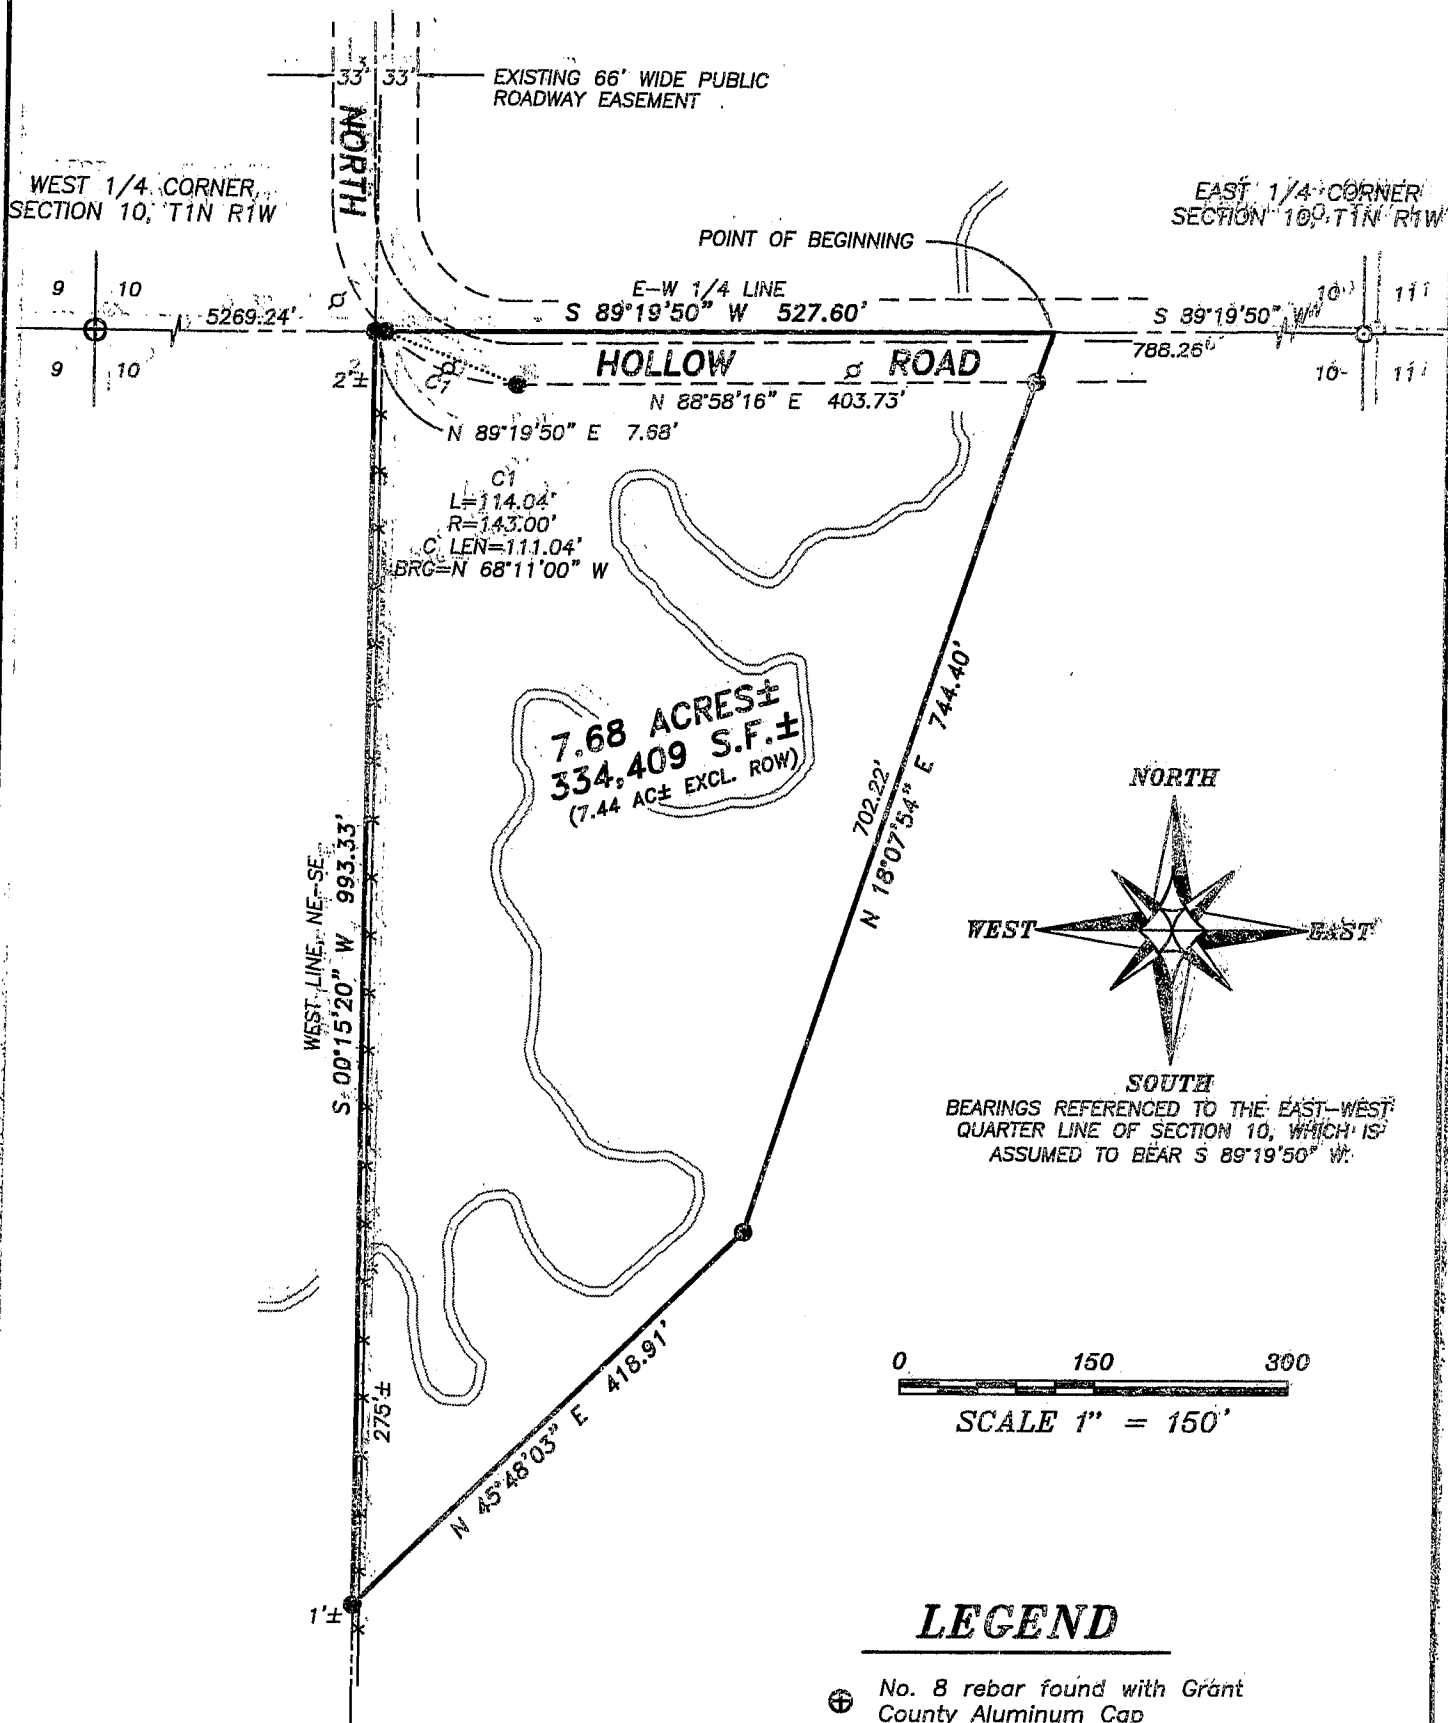 33' 33'
EXISTING 66' WIDE PUBLIC
ROADWAY EASEMENT
NORTH
WEST 1/4 CORNER
SECTION 10, T1N R1W
EAST 1/4 CORNER
SECTION 10, T1N R1W
POINT OF BEGINNING
9 10
E-W 1/4 LINE
10 11
5269.24'
S 89°19'50" W 527.60'
S 89°19'50" W
788.26'
HOLLOW ROAD
9 10
2'±
C1
10 11
N 88°58'16" E 403.73'
N 89°19'50" E 7.68'
C1
L=114.04'
R=143.00'
C LEN=111.04'
BRG=N 68°11'00" W
7.68 ACRES±
334,409 S.F.±
(7.44 AC± EXCL. ROW)
702.22'
N 18°07'54" E 744.40'
WEST LINE, NE-SE
S 00°15'20" W 993.33'
NORTH
WEST
EAST
SOUTH
BEARINGS REFERENCED TO THE EAST-WEST
QUARTER LINE OF SECTION 10, WHICH IS
ASSUMED TO BEAR S 89°19'50" W.
275'±
N 45°48'03" E 418.91'
0 150 300
SCALE 1" = 150'
1'±
LEGEND
No. 8 rebar found with Grant
County Aluminum Cap